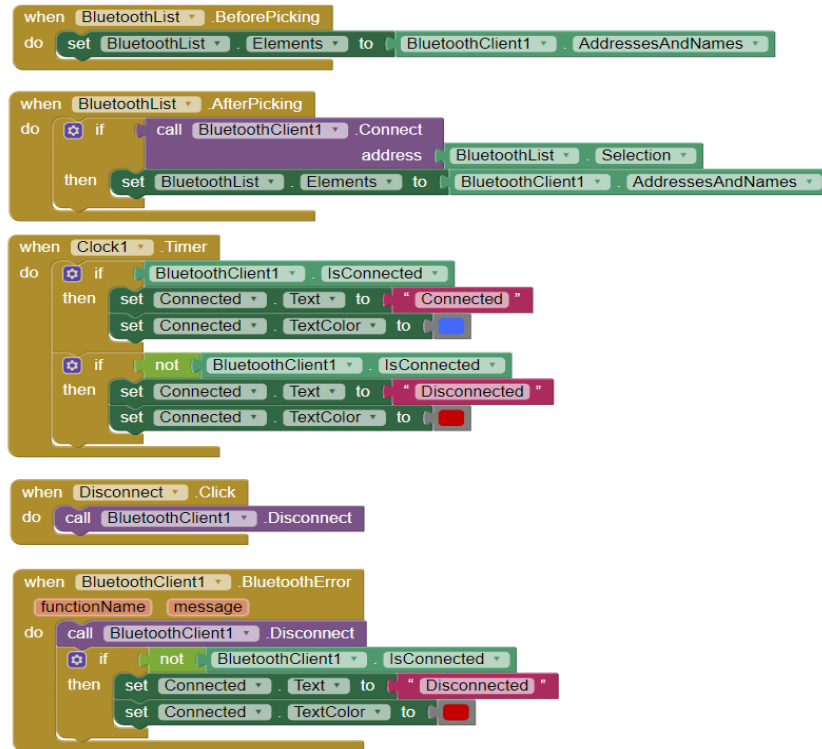 when BluetoothList .BeforePicking
do set BluetoothList . Elements to BluetoothClient1 . AddressesAndNames
when BluetoothList .AfterPicking
do if call BluetoothClient1 .Connect
address BluetoothList . Selection
then set BluetoothList . Elements to BluetoothClient1 . AddressesAndNames
when Clock1 .Timer
do if BluetoothClient1 . IsConnected
then set Connected . Text to " Connected "
set Connected . TextColor to
if not BluetoothClient1 . IsConnected
then set Connected . Text to " Disconnected "
set Connected . TextColor to
when Disconnect .Click
do call BluetoothClient1 .Disconnect
when BluetoothClient1 .BluetoothError
functionName message
do call BluetoothClient1 .Disconnect
if not BluetoothClient1 . IsConnected
then set Connected . Text to " Disconnected "
set Connected . TextColor to